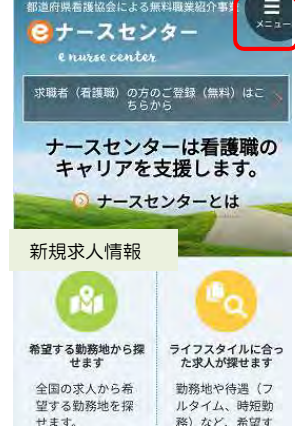 都道府県看護協会による無料職業紹介事業
eナースセンター
メニュー
e nurse center
求職者（看護職）の方のご登録（無料）はこ
ちらから
ナースセンターは看護職の
キャリアを支援します。
ナースセンターとは
新規求人情報
希望する勤務地から探
せます
ライフスタイルに合っ
た求人が探せます
全国の求人から希
望する勤務地を探
せます。
勤務地や待遇（フ
ルタイム、時短勤
務）など、希望す